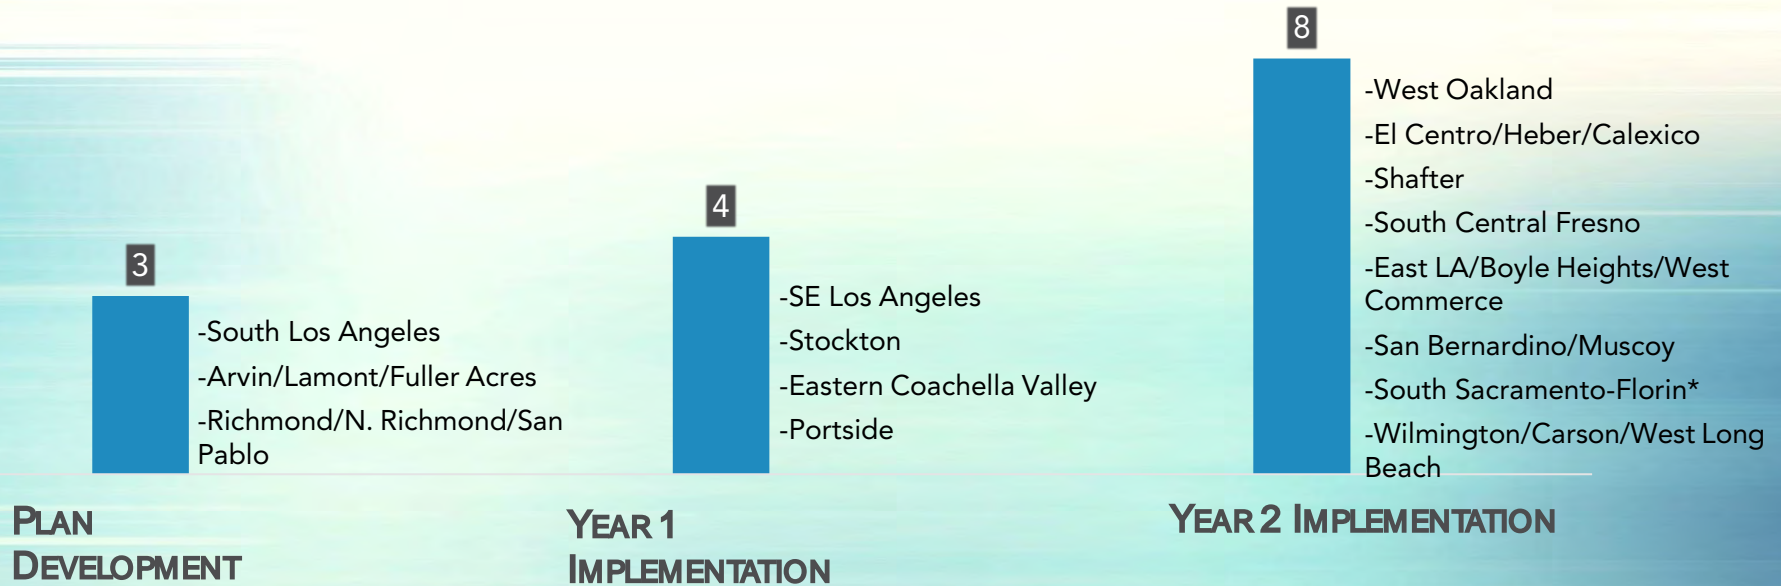 3
-South Los Angeles
-Arvin/Lamont/Fuller Acres
-Richmond/N. Richmond/San
Pablo
PLAN
DEVELOPMENT
4
-SE Los Angeles
-Stockton
-Eastern Coachella Valley
-Portside
YEAR 1
IMPLEMENTATION
8
-West Oakland
-El Centro/Heber/Calexico
-Shafter
-South Central Fresno
-East LA/Boyle Heights/West
Commerce
-San Bernardino/Muscoy
-South Sacramento-Florin*
-Wilmington/Carson/West Long
Beach
YEAR 2 IMPLEMENTATION